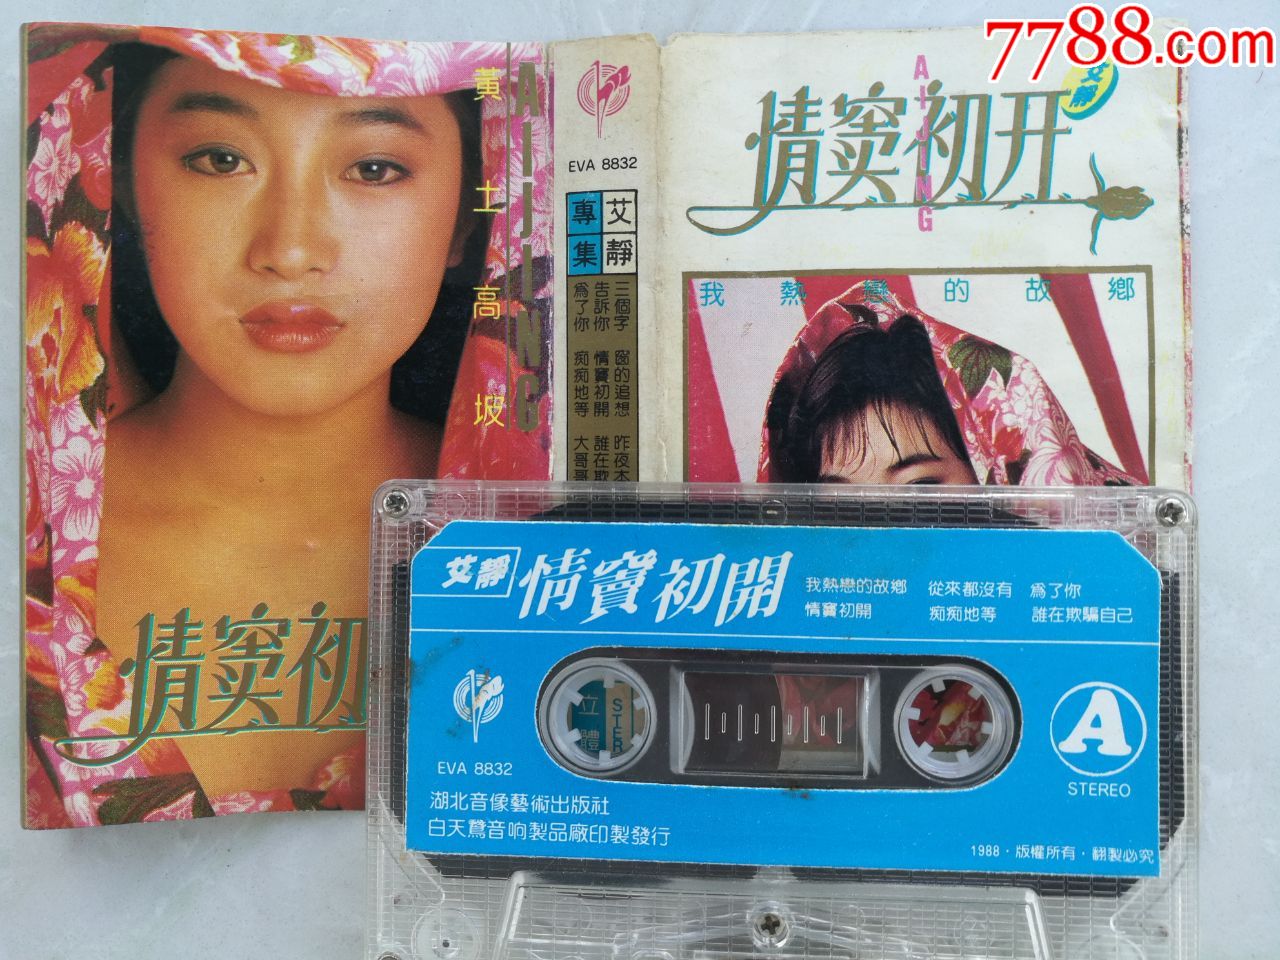 7788.com
黃土高坡
AIJING
情窦初
EVA 8832
艾靜
專集
三個字 窗的追想 昨夜
告訴你 情竇初開 誰在欺
為了你 痴痴地等 大哥哥
艾靜
AIJING
情窦初开
我熱戀的故鄉
艾靜
情竇初開
我熱戀的故鄉 從來都沒有 為了你
情竇初開 痴痴地等 誰在欺騙自己
立體
STER
A
STEREO
EVA 8832
湖北音像藝術出版社
白天鵞音响製品廠印製發行
1988·版權所有·翻製必究